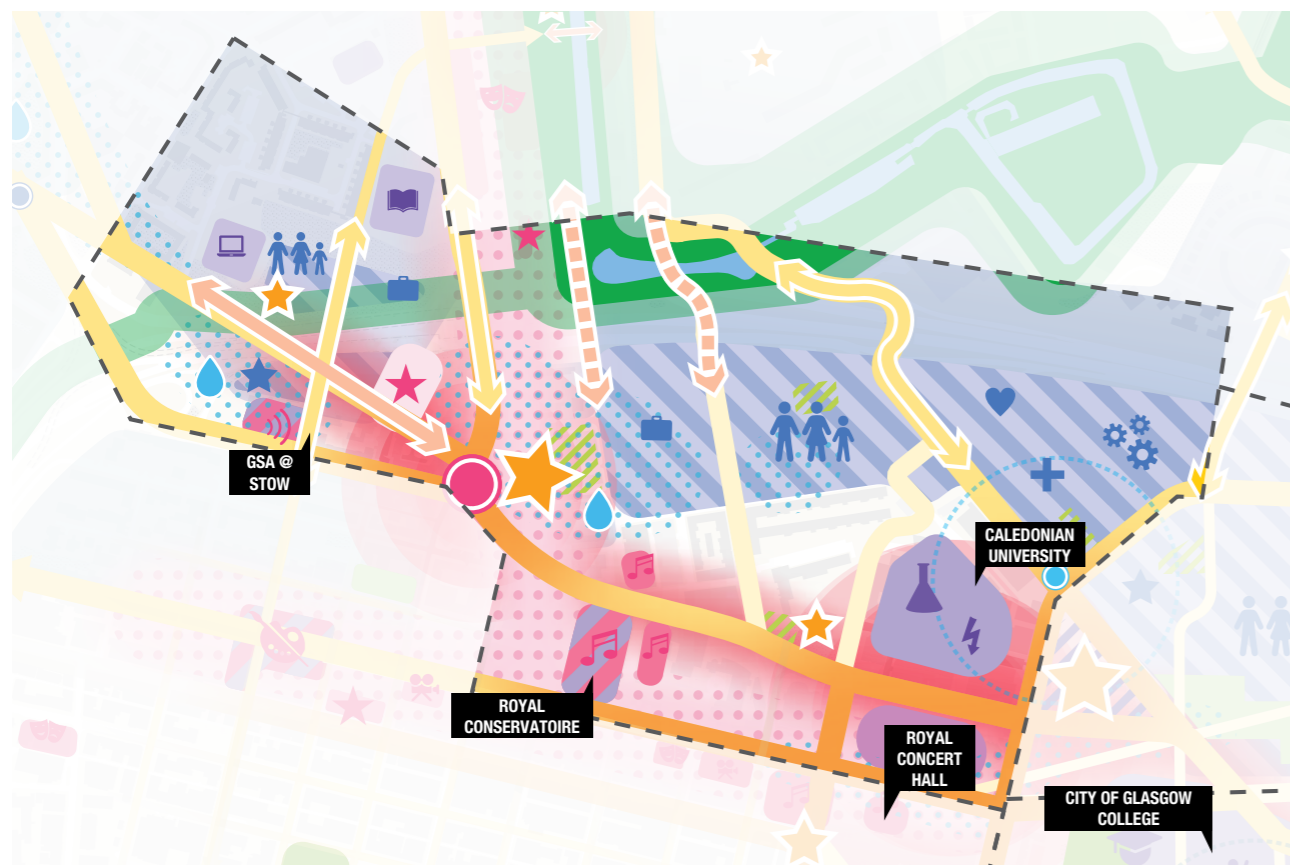 GSA @
STOW
CALEDONIAN
UNIVERSITY
ROYAL
CONSERVATOIRE
ROYAL
CONCERT
HALL
CITY OF GLASGOW
COLLEGE